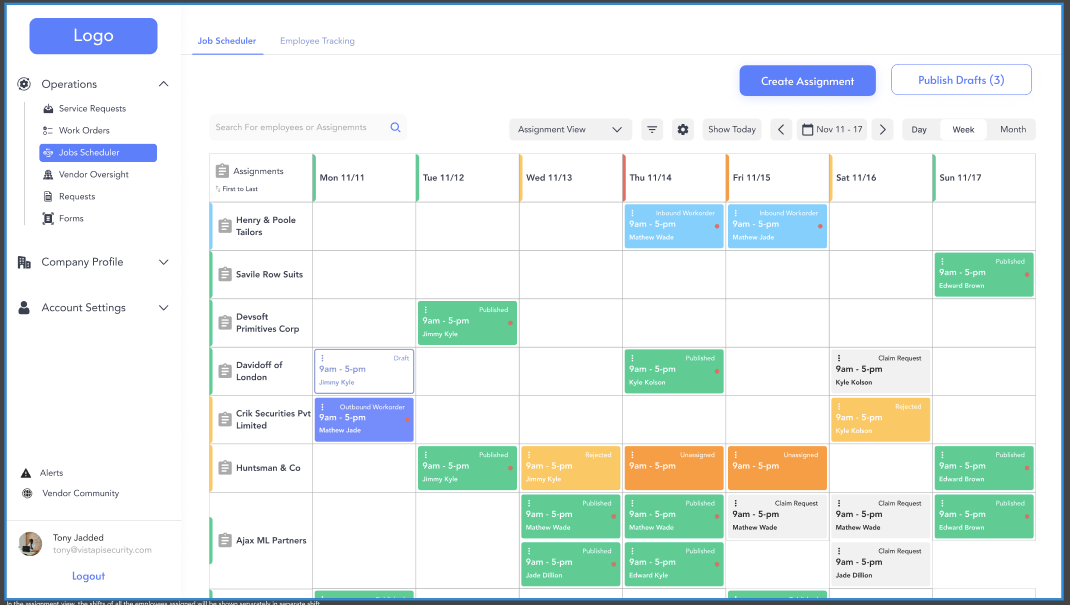 Logo
Job Scheduler
Employee Tracking
Operations
Service Requests
Work Orders
Jobs Scheduler
Vendor Oversight
Requests
Forms
Company Profile
Account Settings
Alerts
Vendor Community
Tony Jadded
tony@vistapisecurity.com
Logout
Create Assignment
Publish Drafts (3)
Search For employees or Assignemnts
Assignment View
Show Today
Nov 11 - 17
Day
Week
Month
Assignments
First to Last
Mon 11/11
Tue 11/12
Wed 11/13
Thu 11/14
Fri 11/15
Sat 11/16
Sun 11/17
Henry & Poole
Tailors
Inbound Workorder
9am - 5-pm
Mathew Wade
Inbound Workorder
9am - 5-pm
Mathew Jade
Savile Row Suits
Published
9am - 5-pm
Edward Brown
Devsoft
Primitives Corp
Published
9am - 5-pm
Jimmy Kyle
Davidoff of
London
Draft
9am - 5-pm
Jimmy Kyle
Published
9am - 5-pm
Kyle Kolson
Claim Request
9am - 5-pm
Kyle Kolson
Crik Securities Pvt
Limited
Outbound Workorder
9am - 5-pm
Mathew Jade
Rejected
9am - 5-pm
Kyle Kolson
Huntsman & Co
Published
9am - 5-pm
Jimmy Kyle
Rejected
9am - 5-pm
Jimmy Kyle
Unassigned
9am - 5-pm
Unassigned
9am - 5-pm
Published
9am - 5-pm
Edward Brown
Ajax ML Partners
Published
9am - 5-pm
Mathew Wade
Published
9am - 5-pm
Mathew Wade
Claim Request
9am - 5-pm
Mathew Wade
Claim Request
9am - 5-pm
Mathew Wade
Published
9am - 5-pm
Edward Brown
Published
9am - 5-pm
Jade Dillion
Published
9am - 5-pm
Edward Kyle
Claim Request
9am - 5-pm
Jade Dillion
In the assignment view, the shifts of all the employees assigned will be shown separately in separate shift